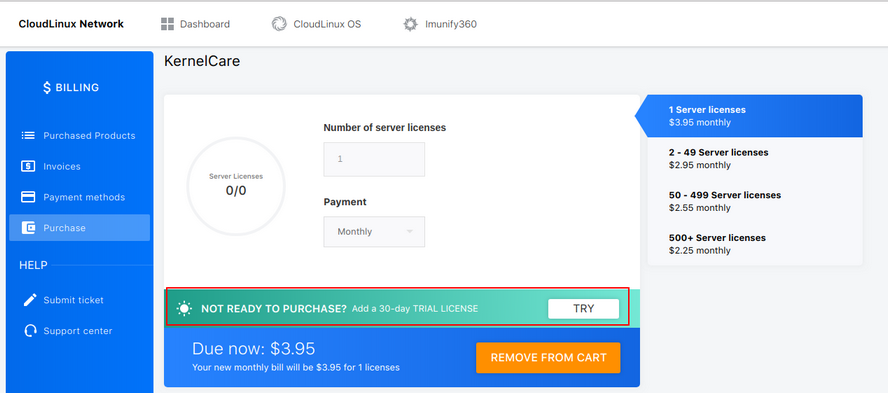 CloudLinux Network
Dashboard
CloudLinux OS
Imunify360
$ BILLING
Purchased Products
Invoices
Payment methods
Purchase
HELP
Submit ticket
Support center
KernelCare
Server Licenses
0/0
Number of server licenses
1
Payment
Monthly
NOT READY TO PURCHASE? Add a 30-day TRIAL LICENSE
TRY
Due now: $3.95
Your new monthly bill will be $3.95 for 1 licenses
REMOVE FROM CART
1 Server licenses
$3.95 monthly
2 - 49 Server licenses
$2.95 monthly
50 - 499 Server licenses
$2.55 monthly
500+ Server licenses
$2.25 monthly